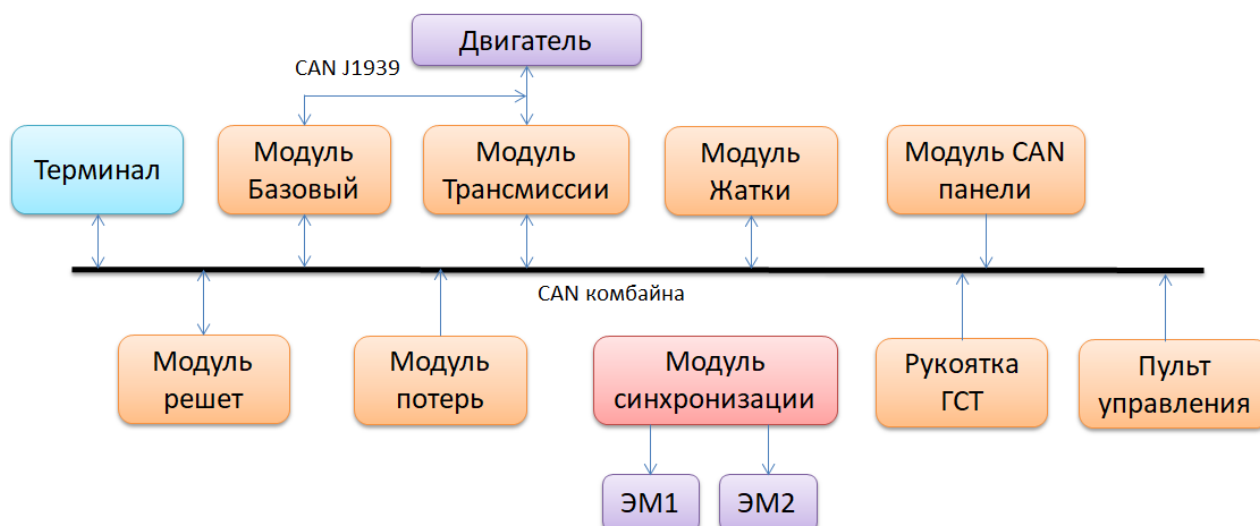 Двигатель
CAN J1939
Терминал
Модуль
Базовый
Модуль
Трансмиссии
Модуль
Жатки
Модуль CAN
панели
CAN комбайна
Модуль
решет
Модуль
потерь
Модуль
синхронизации
Рукоятка
ГСТ
Пульт
управления
ЭМ1
ЭМ2